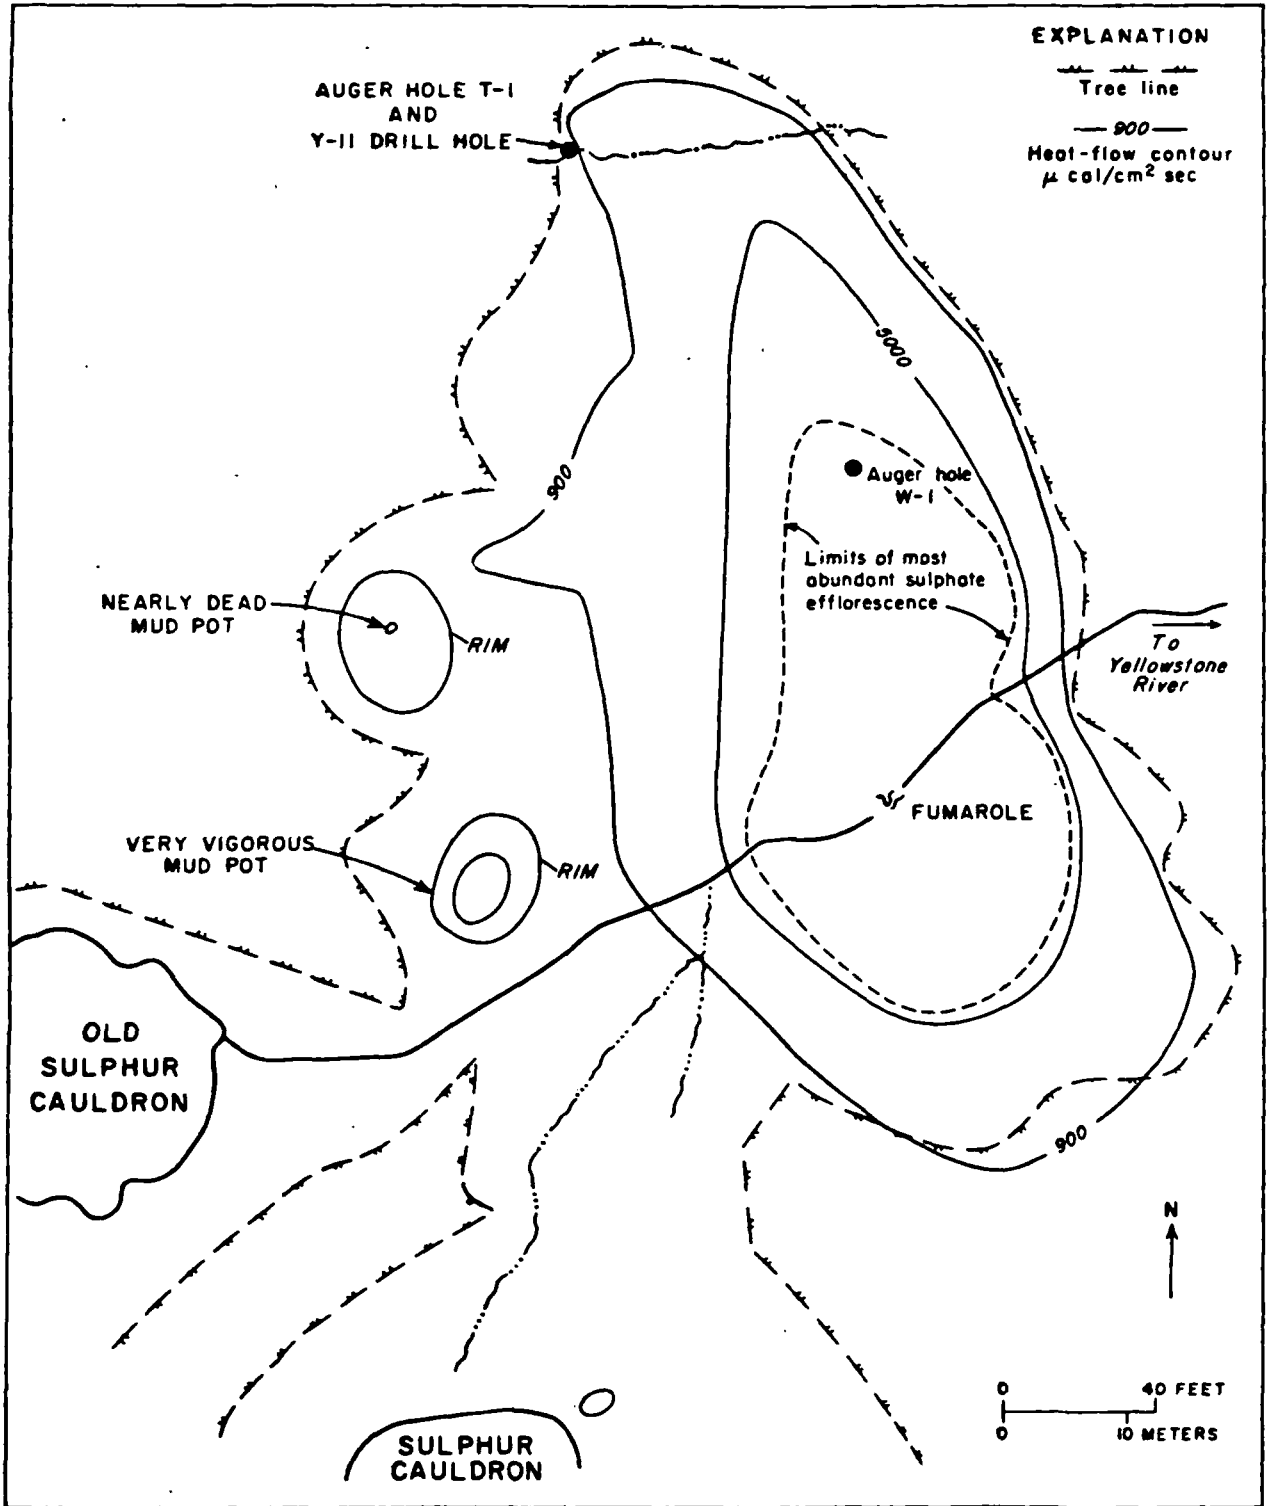 EXPLANATION
Tree line
900
Heat-flow contour
μ cal/cm² sec
AUGER HOLE T-1
AND
Y-11 DRILL HOLE
5000
900
Auger hole
W-1
Limits of most
abundant sulphate
efflorescence
NEARLY DEAD
MUD POT
RIM
To
Yellowstone
River
FUMAROLE
VERY VIGOROUS
MUD POT
RIM
OLD
SULPHUR
CAULDRON
900
N
0 40 FEET
0 10 METERS
SULPHUR
CAULDRON